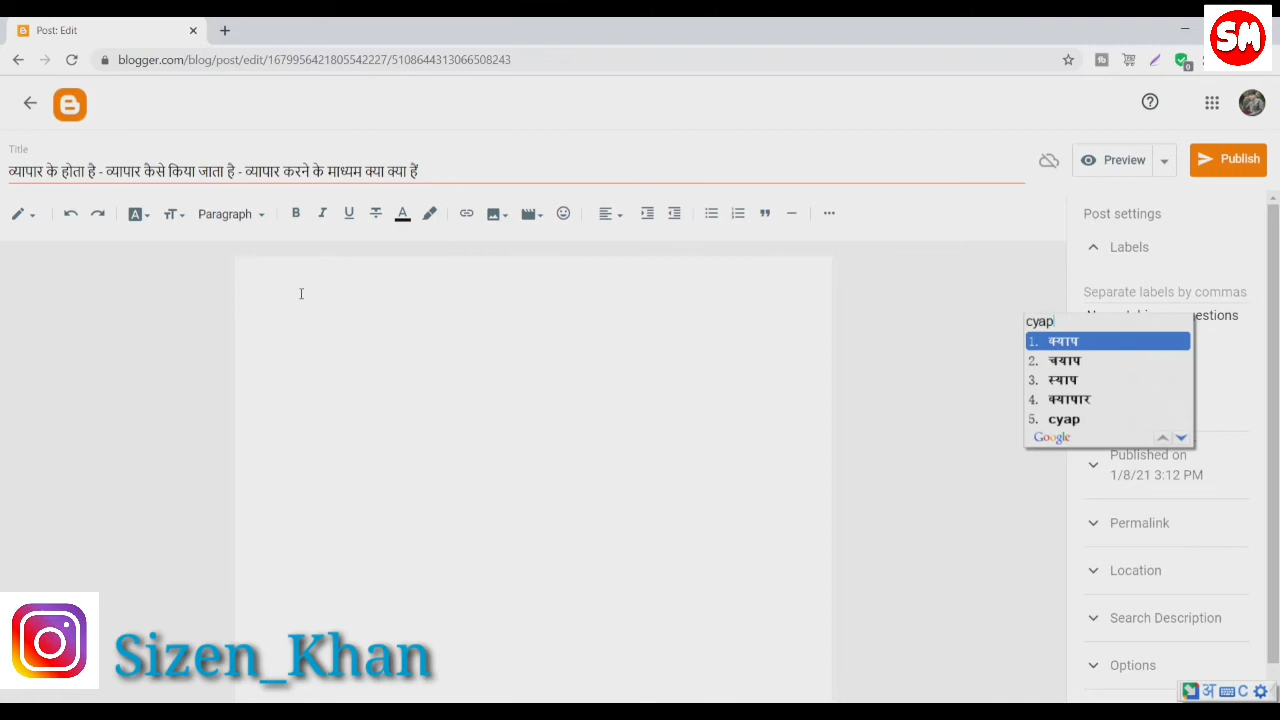 Post: Edit
SM
blogger.com/blog/post/edit/1679956421805542227/5108644313066508243
Title
व्यापार के होता है - व्यापार कैसे किया जाता है - व्यापार करने के माध्यम क्या क्या हैं
Preview
Publish
Paragraph
Post settings
Labels
Separate labels by commas
cyap
1. क्याप
2. चयाप
3. स्याप
4. क्यापार
5. cyap
Google
Published on
1/8/21 3:12 PM
Permalink
Location
Search Description
Options
Sizen_Khan
अ C